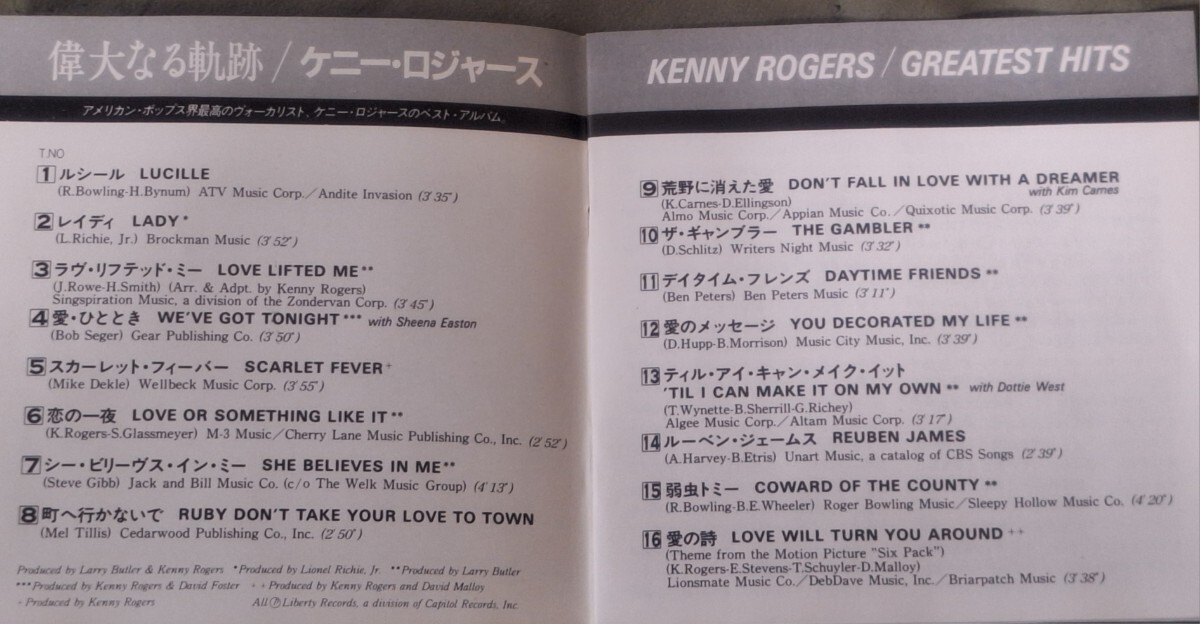 偉大なる軌跡/ケニー・ロジャース
アメリカン・ポップス界最高のヴォーカリスト、ケニー・ロジャースのベスト・アルバム。
T.NO
1 ルシール LUCILLE
(R.Bowling-H.Bynum) ATV Music Corp./Andite Invasion (3'35")
2 レイディ LADY*
(L.Richie, Jr.) Brockman Music (3'52")
3 ラヴ・リフテッド・ミー LOVE LIFTED ME**
(J.Rowe-H.Smith) (Arr. & Adpt. by Kenny Rogers)
Singspiration Music, a division of the Zondervan Corp. (3'45")
4 愛・ひととき WE'VE GOT TONIGHT*** with Sheena Easton
(Bob Seger) Gear Publishing Co. (3'50")
5 スカーレット・フィーバー SCARLET FEVER+
(Mike Dekle) Wellbeck Music Corp. (3'55")
6 恋の一夜 LOVE OR SOMETHING LIKE IT**
(K.Rogers-S.Glassmeyer) M-3 Music/Cherry Lane Music Publishing Co., Inc. (2'52")
7 シー・ビリーヴス・イン・ミー SHE BELIEVES IN ME**
(Steve Gibb) Jack and Bill Music Co. (c/o The Welk Music Group) (4'13")
8 町へ行かないで RUBY DON'T TAKE YOUR LOVE TO TOWN
(Mel Tillis) Cedarwood Publishing Co., Inc. (2'50")
Produced by Larry Butler & Kenny Rogers *Produced by Lionel Richie, Jr. **Produced by Larry Butler
***Produced by Kenny Rogers & David Foster ++Produced by Kenny Rogers and David Malloy
+Produced by Kenny Rogers All Ⓟ Liberty Records, a division of Capitol Records, Inc.
KENNY ROGERS/GREATEST HITS
9 荒野に消えた愛 DON'T FALL IN LOVE WITH A DREAMER
with Kim Carnes
(K.Carnes-D.Ellingson)
Almo Music Corp./Appian Music Co./Quixotic Music Corp. (3'39")
10 ザ・ギャンブラー THE GAMBLER**
(D.Schlitz) Writers Night Music (3'32")
11 デイタイム・フレンズ DAYTIME FRIENDS**
(Ben Peters) Ben Peters Music (3'11")
12 愛のメッセージ YOU DECORATED MY LIFE**
(D.Hupp-B.Morrison) Music City Music, Inc. (3'39")
13 ティル・アイ・キャン・メイク・イット
'TIL I CAN MAKE IT ON MY OWN** with Dottie West
(T.Wynette-B.Sherrill-G.Richey)
Algee Music Corp./Altam Music Corp. (3'17")
14 ルーベン・ジェームス REUBEN JAMES
(A.Harvey-B.Etris) Unart Music, a catalog of CBS Songs (2'39")
15 弱虫トミー COWARD OF THE COUNTY**
(R.Bowling-B.E.Wheeler) Roger Bowling Music/Sleepy Hollow Music Co. (4'20")
16 愛の詩 LOVE WILL TURN YOU AROUND++
(Theme from the Motion Picture "Six Pack")
(K.Rogers-E.Stevens-T.Schuyler-D.Malloy)
Lionsmate Music Co./DebDave Music, Inc./Briarpatch Music (3'38")